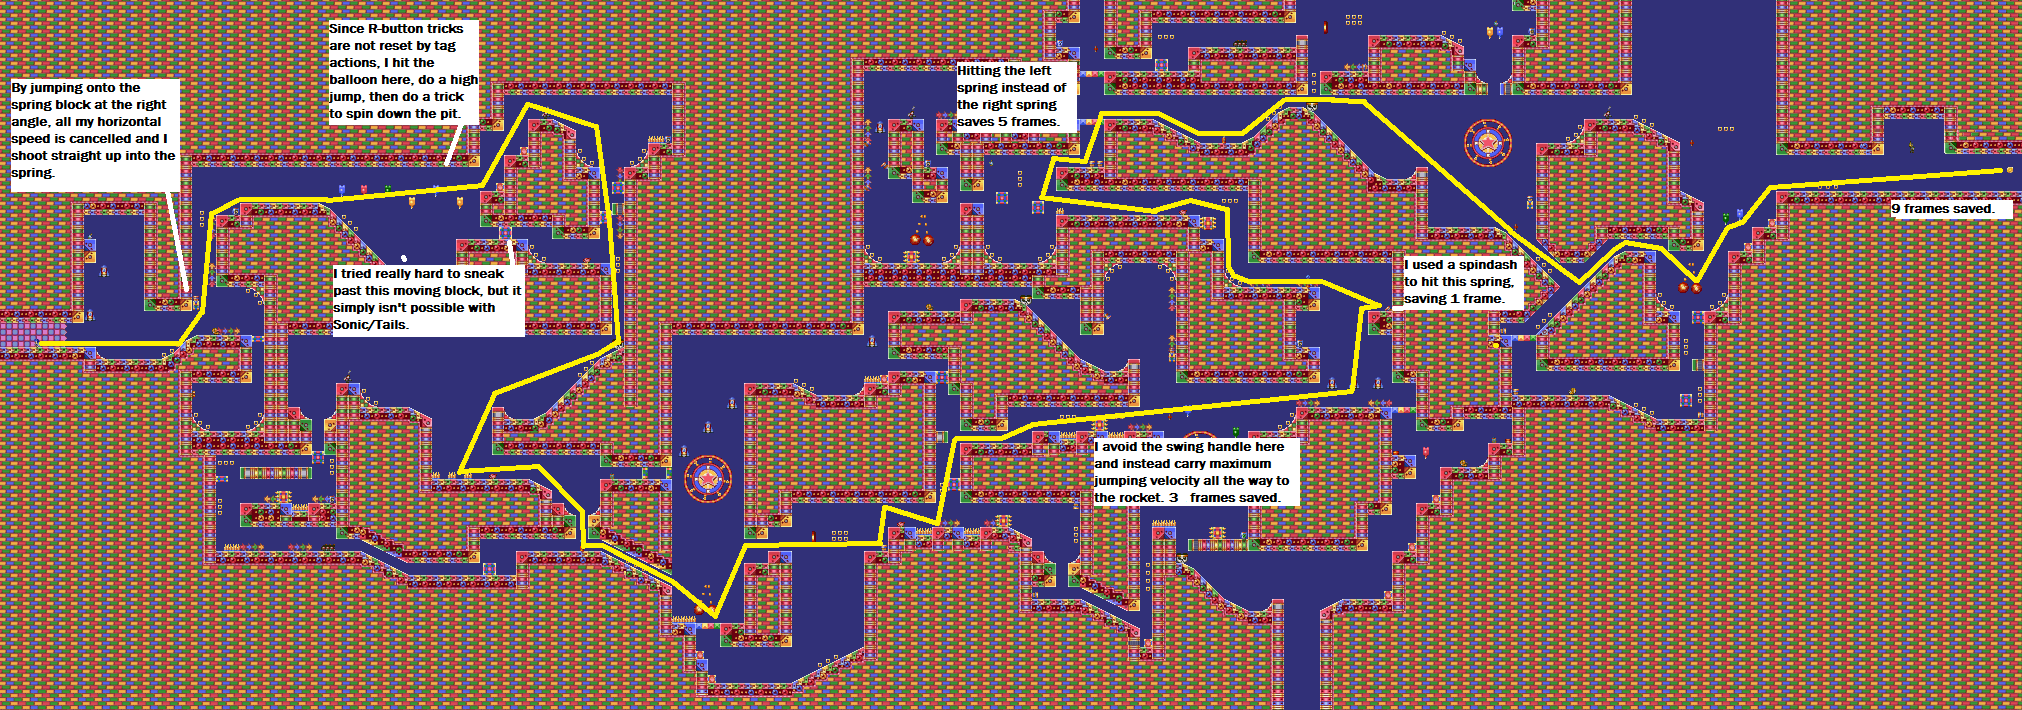 By jumping onto the
spring block at the right
angle, all my horizontal
speed is cancelled and I
shoot straight up into the
spring.
Since R-button tricks
are not reset by tag
actions, I hit the
balloon here, do a high
jump, then do a trick
to spin down the pit.
I tried really hard to sneak
past this moving block, but it
simply isn't possible with
Sonic/Tails.
Hitting the left
spring instead of
the right spring
saves 5 frames.
I used a spindash
to hit this spring,
saving 1 frame.
I avoid the swing handle here
and instead carry maximum
jumping velocity all the way to
the rocket. 3 frames saved.
9 frames saved.